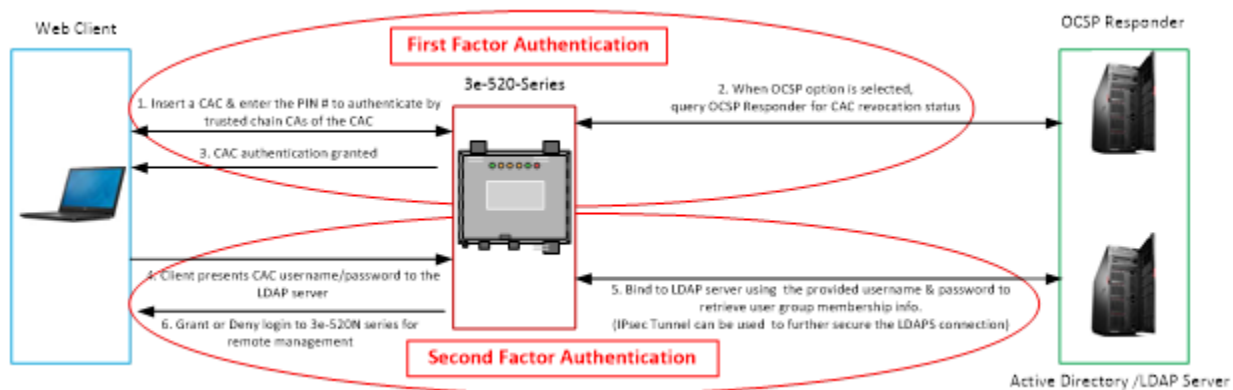 Web Client
OCSP Responder
First Factor Authentication
3e-520-Series
1. Insert a CAC & enter the PIN # to authenticate by
trusted chain CAs of the CAC
2. When OCSP option is selected,
query OCSP Responder for CAC revocation status
3. CAC authentication granted
4. Client presents CAC username/password to the
LDAP server
5. Bind to LDAP server using the provided username & password to
retrieve user group membership info.
(IPsec Tunnel can be used to further secure the LDAPS connection)
6. Grant or Deny login to 3e-520N series for
remote management
Second Factor Authentication
Active Directory /LDAP Server